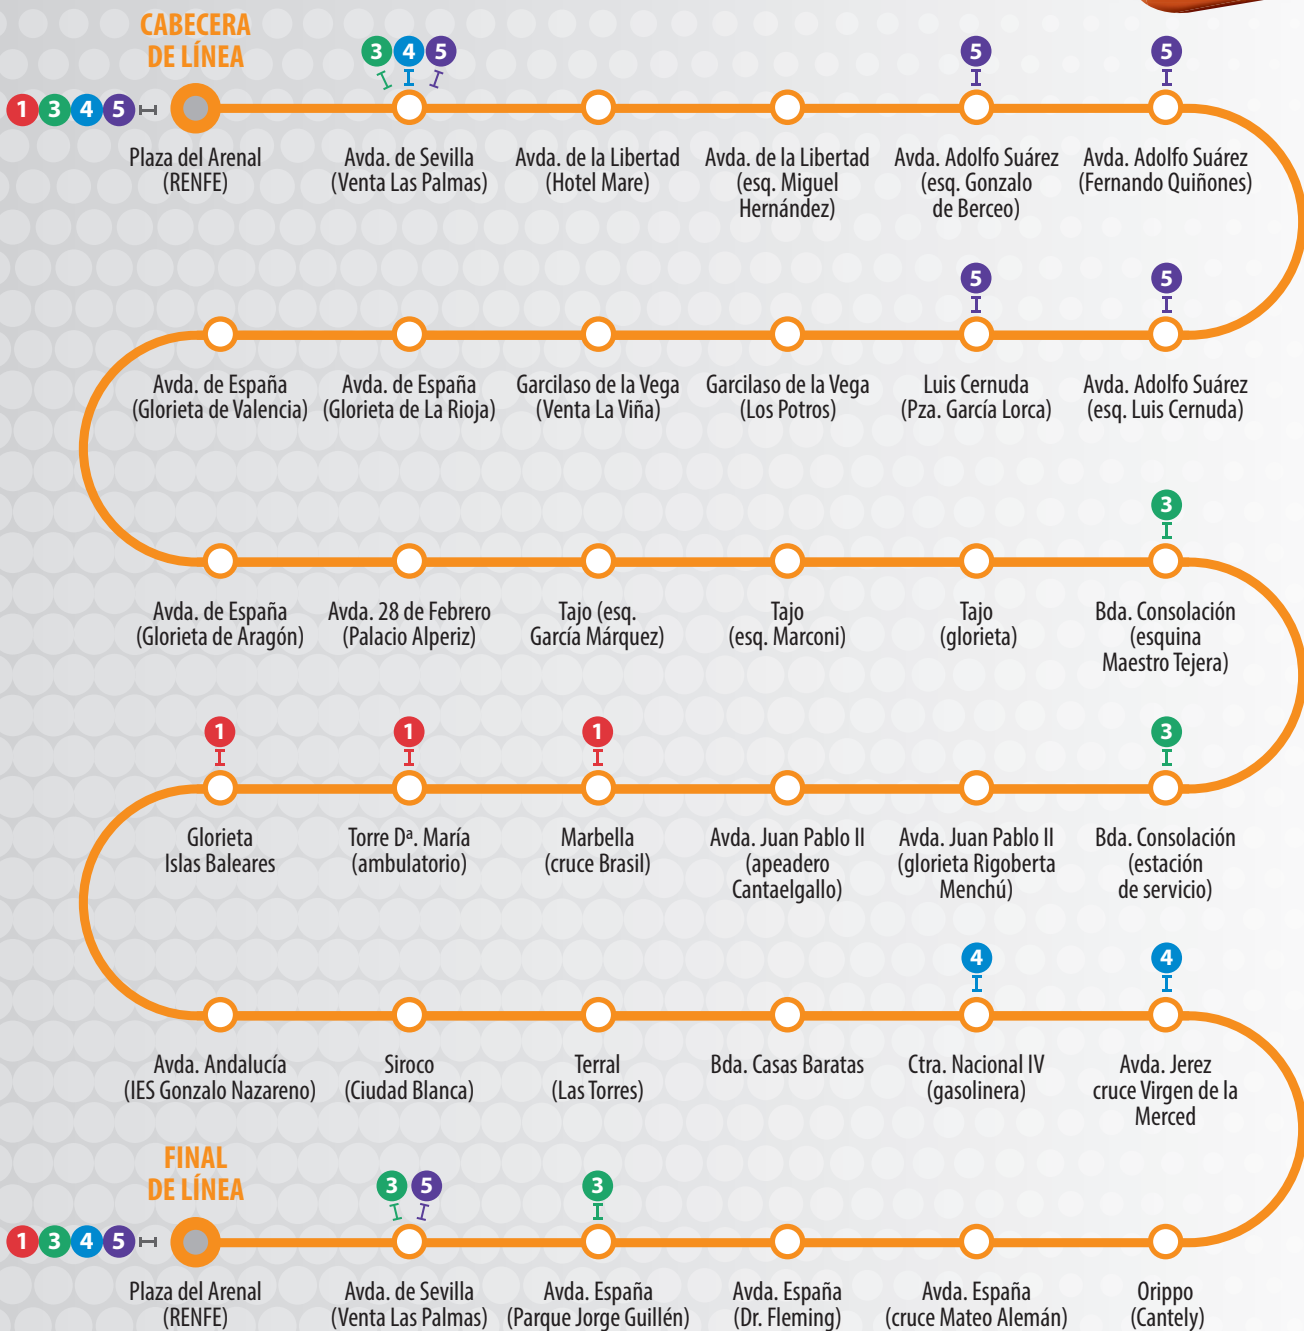 CABECERA
DE LÍNEA
3 4 5
5
5
1 3 4 5
Plaza del Arenal
(RENFE)
Avda. de Sevilla
(Venta Las Palmas)
Avda. de la Libertad
(Hotel Mare)
Avda. de la Libertad
(esq. Miguel
Hernández)
Avda. Adolfo Suárez
(esq. Gonzalo
de Berceo)
Avda. Adolfo Suárez
(Fernando Quiñones)
5
5
Avda. de España
(Glorieta de Valencia)
Avda. de España
(Glorieta de La Rioja)
Garcilaso de la Vega
(Venta La Viña)
Garcilaso de la Vega
(Los Potros)
Luis Cernuda
(Pza. García Lorca)
Avda. Adolfo Suárez
(esq. Luis Cernuda)
3
Avda. de España
(Glorieta de Aragón)
Avda. 28 de Febrero
(Palacio Alperiz)
Tajo (esq.
García Márquez)
Tajo
(esq. Marconi)
Tajo
(glorieta)
Bda. Consolación
(esquina
Maestro Tejera)
1
1
1
3
Glorieta
Islas Baleares
Torre Dª. María
(ambulatorio)
Marbella
(cruce Brasil)
Avda. Juan Pablo II
(apeadero
Cantaelgallo)
Avda. Juan Pablo II
(glorieta Rigoberta
Menchú)
Bda. Consolación
(estación
de servicio)
4
4
Avda. Andalucía
(IES Gonzalo Nazareno)
Siroco
(Ciudad Blanca)
Terral
(Las Torres)
Bda. Casas Baratas
Ctra. Nacional IV
(gasolinera)
Avda. Jerez
cruce Virgen de la
Merced
FINAL
DE LÍNEA
3 5
3
1 3 4 5
Plaza del Arenal
(RENFE)
Avda. de Sevilla
(Venta Las Palmas)
Avda. España
(Parque Jorge Guillén)
Avda. España
(Dr. Fleming)
Avda. España
(cruce Mateo Alemán)
Orippo
(Cantely)